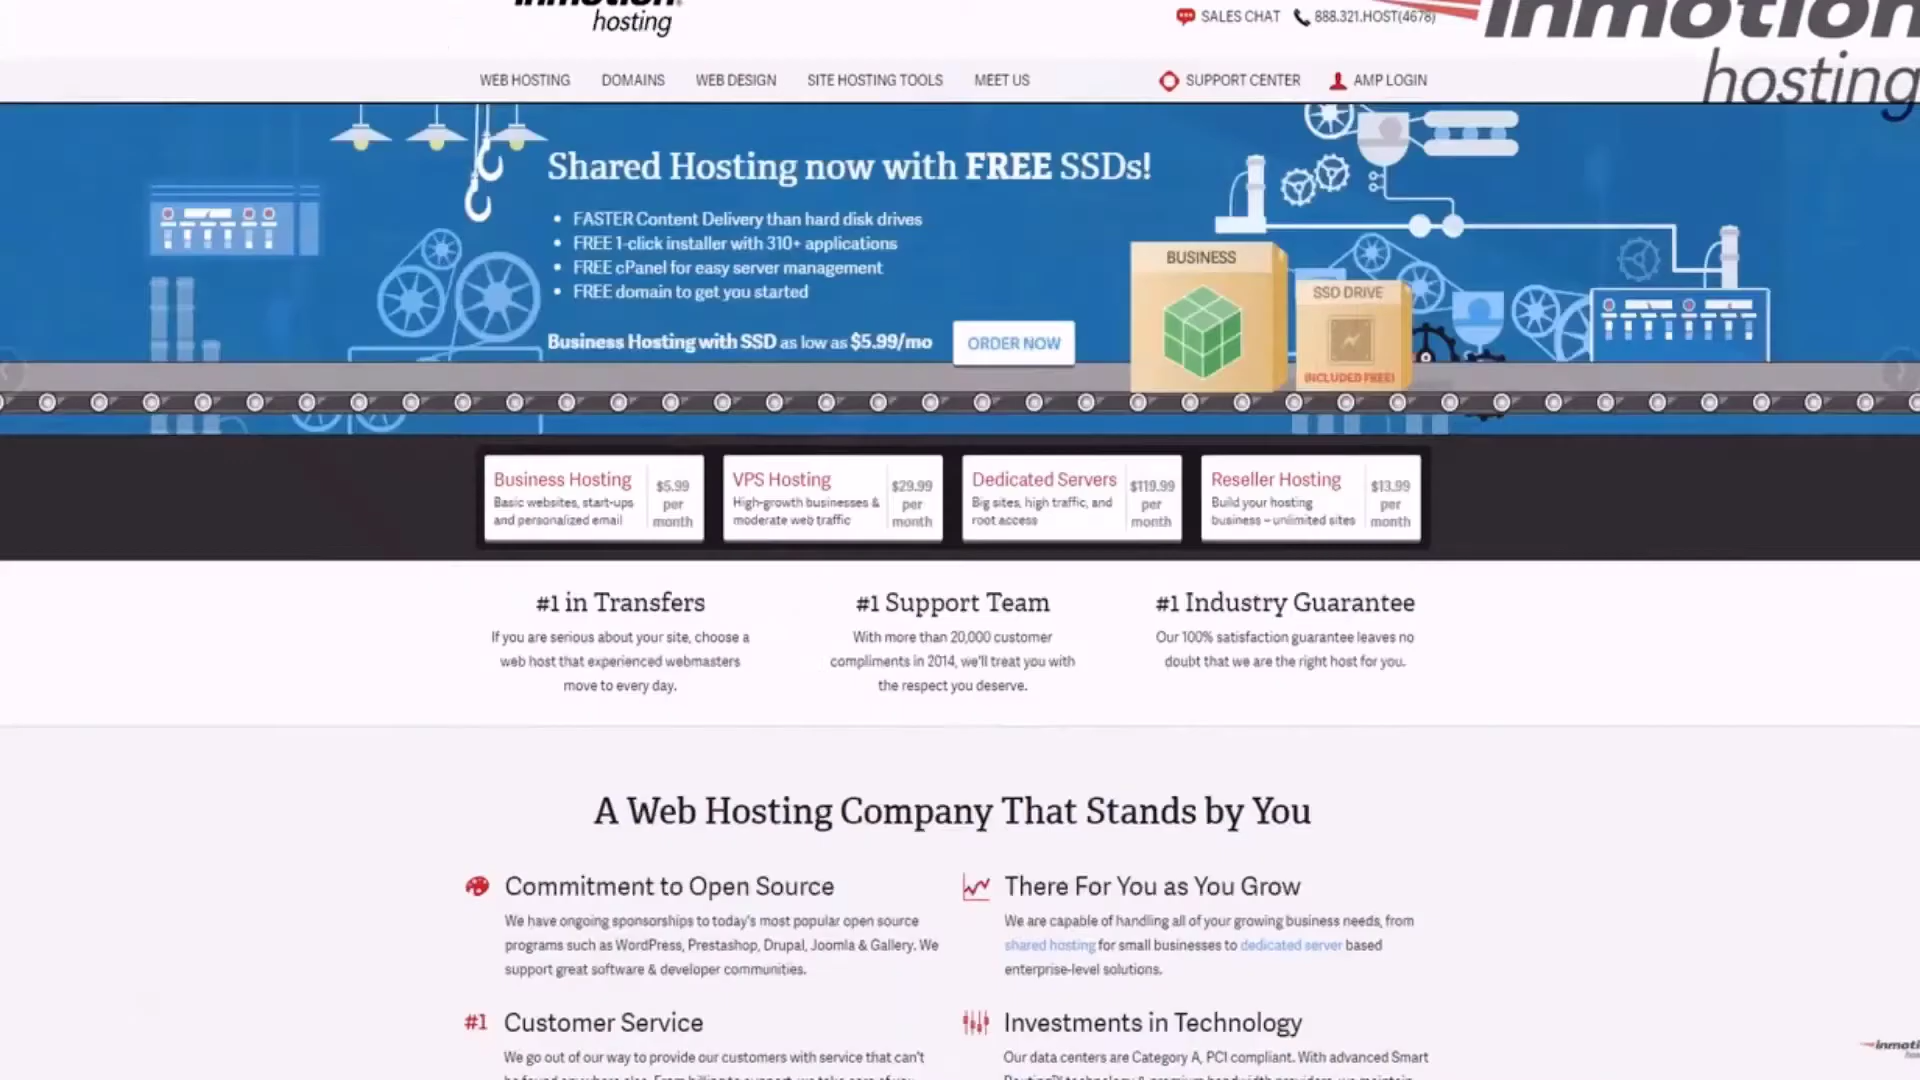 inmotion
hosting
SALES CHAT
888.321.HOST(4678)
inmotion
hosting
WEB HOSTING
DOMAINS
WEB DESIGN
SITE HOSTING TOOLS
MEET US
SUPPORT CENTER
AMP LOGIN
Shared Hosting now with FREE SSDs!
• FASTER Content Delivery than hard disk drives
• FREE 1-click installer with 310+ applications
• FREE cPanel for easy server management
• FREE domain to get you started
Business Hosting with SSD as low as $5.99/mo
ORDER NOW
BUSINESS
SSD DRIVE
INCLUDED FREE!
Business Hosting
Basic websites, start-ups
and personalized email
$5.99
per
month
VPS Hosting
High-growth businesses &
moderate web traffic
$29.99
per
month
Dedicated Servers
Big sites, high traffic, and
root access
$119.99
per
month
Reseller Hosting
Build your hosting
business – unlimited sites
$13.99
per
month
#1 in Transfers
If you are serious about your site, choose a
web host that experienced webmasters
move to every day.
#1 Support Team
With more than 20,000 customer
compliments in 2014, we'll treat you with
the respect you deserve.
#1 Industry Guarantee
Our 100% satisfaction guarantee leaves no
doubt that we are the right host for you.
A Web Hosting Company That Stands by You
Commitment to Open Source
We have ongoing sponsorships to today's most popular open source
programs such as WordPress, Prestashop, Drupal, Joomla & Gallery. We
support great software & developer communities.
There For You as You Grow
We are capable of handling all of your growing business needs, from
shared hosting for small businesses to dedicated server based
enterprise-level solutions.
#1 Customer Service
We go out of our way to provide our customers with service that can't
Investments in Technology
Our data centers are Category A, PCI compliant. With advanced Smart